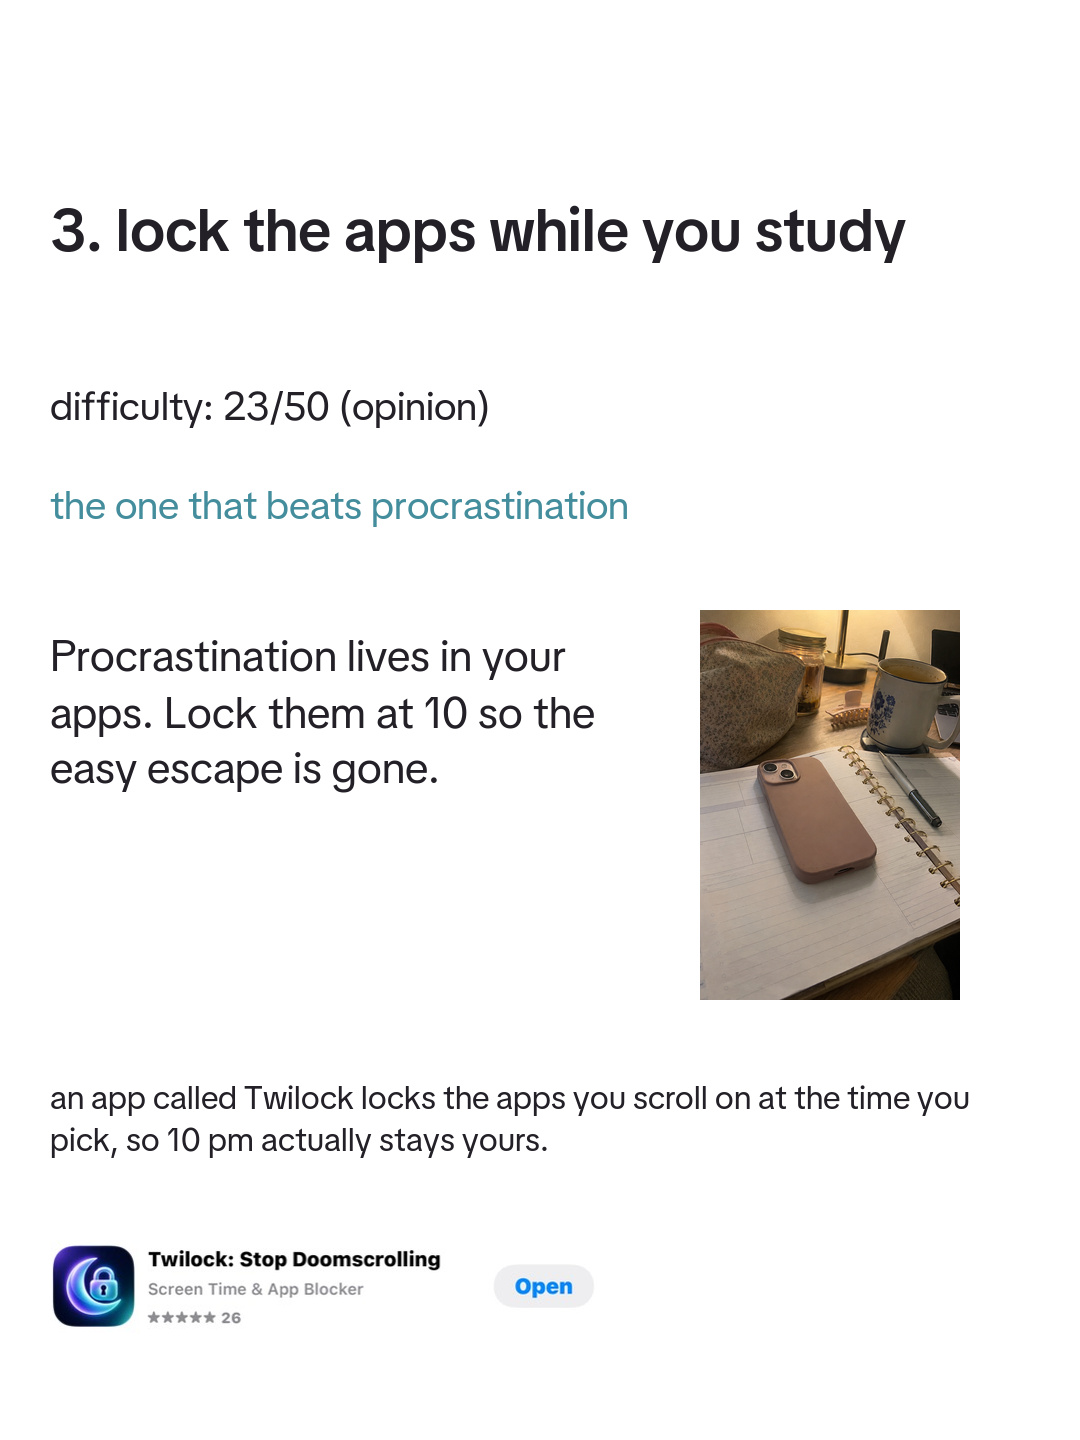 3. lock the apps while you study
difficulty: 23/50 (opinion)
the one that beats procrastination
Procrastination lives in your
apps. Lock them at 10 so the
easy escape is gone.
an app called Twilock locks the apps you scroll on at the time you
pick, so 10 pm actually stays yours.
Twilock: Stop Doomscrolling
Screen Time & App Blocker
★★★★★ 26
Open